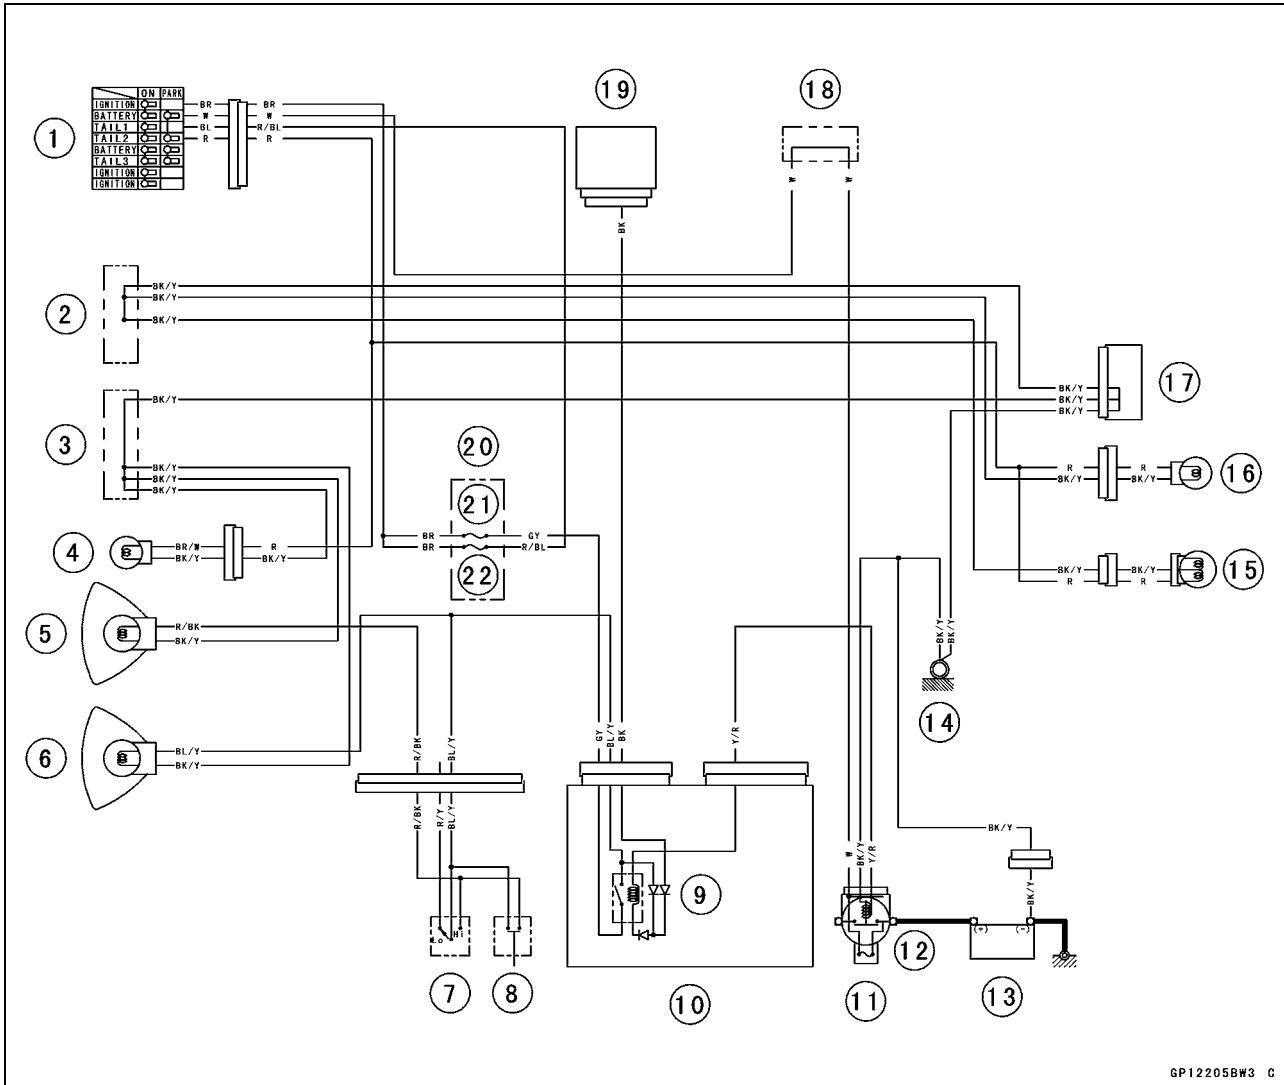 19
18
ON PARK
IGNITION
BATTERY
TAIL1
TAIL2
BATTERY
TAIL3
IGNITION
IGNITION
BR BR
W W
BL R/BL
R R
1
W W
BK
2
BK/Y
BK/Y
BK/Y
17
BK/Y
BK/Y
BK/Y
3
BK/Y
BK/Y
BK/Y
BK/Y
20
21
22
BR GY
BR R/BL
16
R R
BK/Y BK/Y
4
BR/W R
BK/Y BK/Y
15
BK/Y BK/Y
R R
5
R/BK
BK/Y
BK/Y BK/Y
14
6
BL/Y
BK/Y
R/BK BL/Y
GY BL/Y BK Y/R
R/BK R/Y BL/Y
BK/Y
W BK/Y Y/R
BK/Y
9
Lo Hi
12
(+) (-)
7
8
10
11
13
GP12205BW3 C